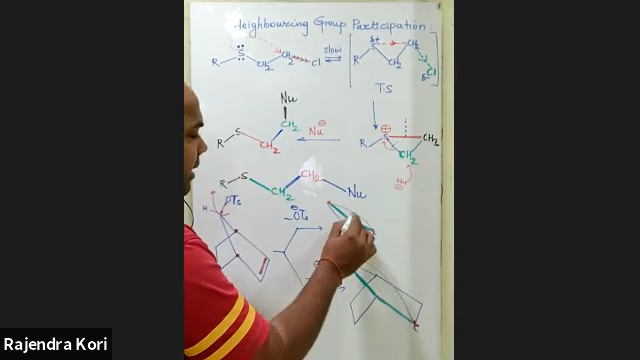 Neighbouring Group Participation.
R S CH2 CH2 Cl slow δ+ S CH2 R CH2 Cl δ-
T.S
Nu
CH2
R S CH2 Nu ⊖ R S ⊕ CH2 CH2
Nu ⊖
R S CH2 CH2 Nu
H OTs ⊖ -OTs
Rajendra Kori